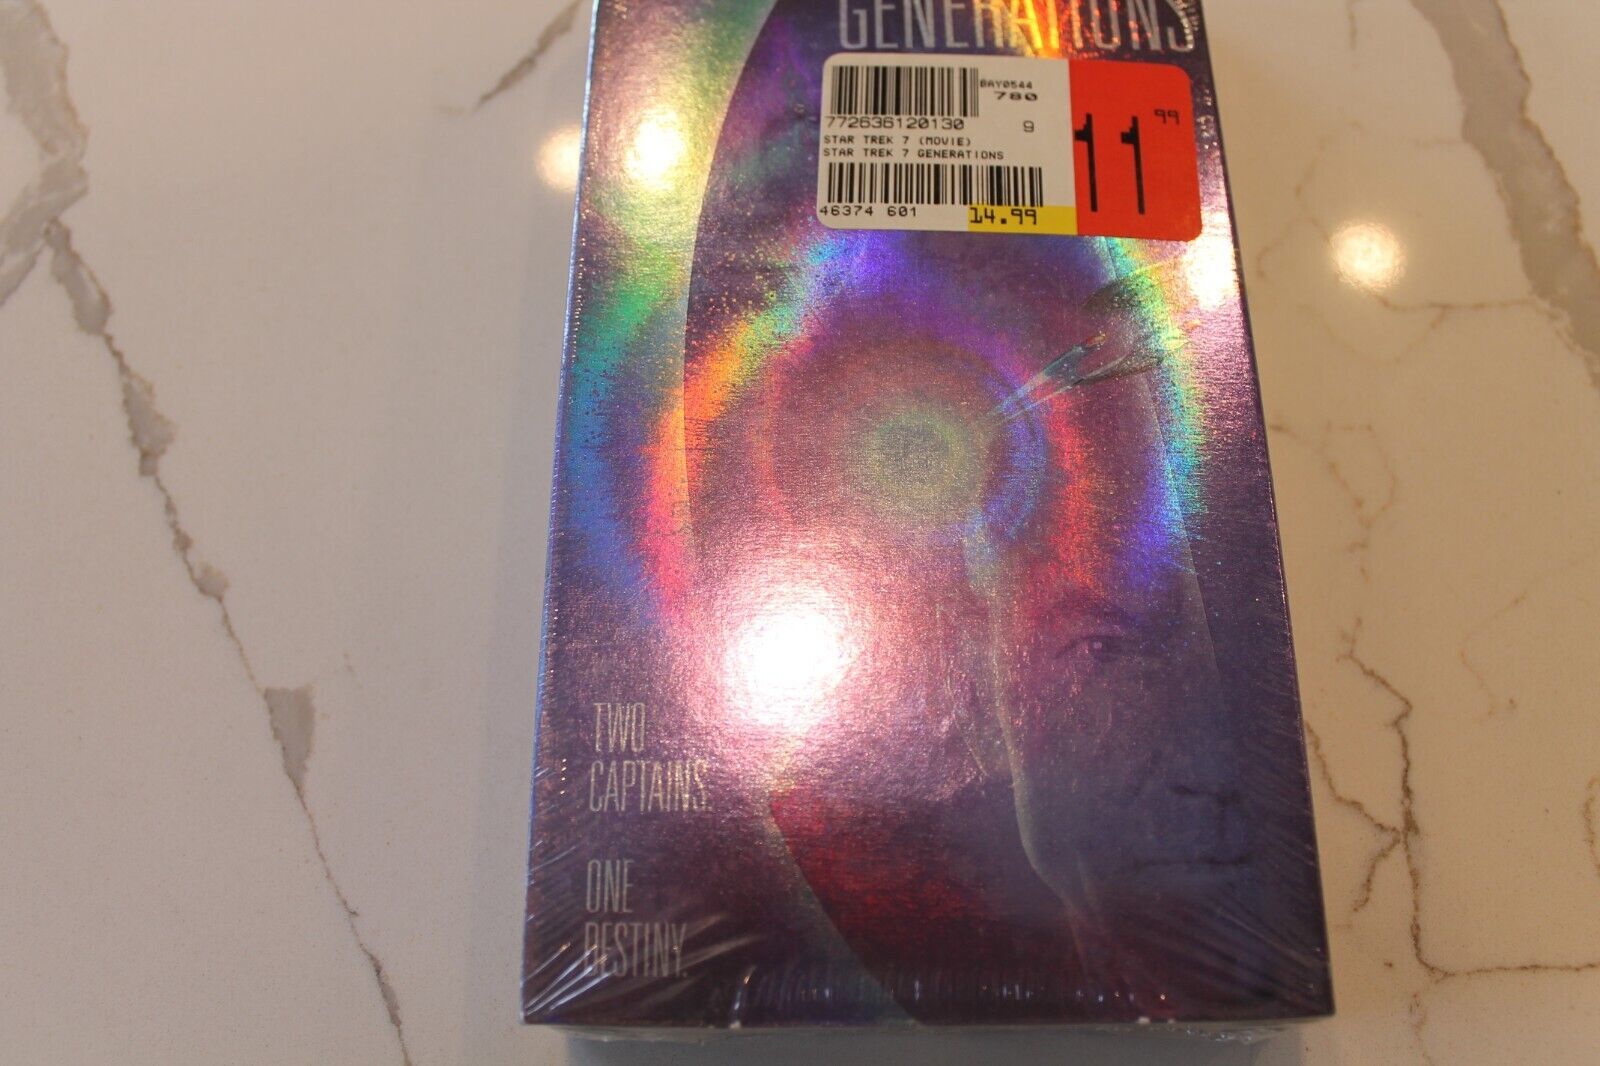 GENERATIONS
BAY0544
780
772636120130 9
STAR TREK 7 (MOVIE)
STAR TREK 7 GENERATIONS
46374 601
14.99
11 99
TWO
CAPTAINS.
ONE
DESTINY.